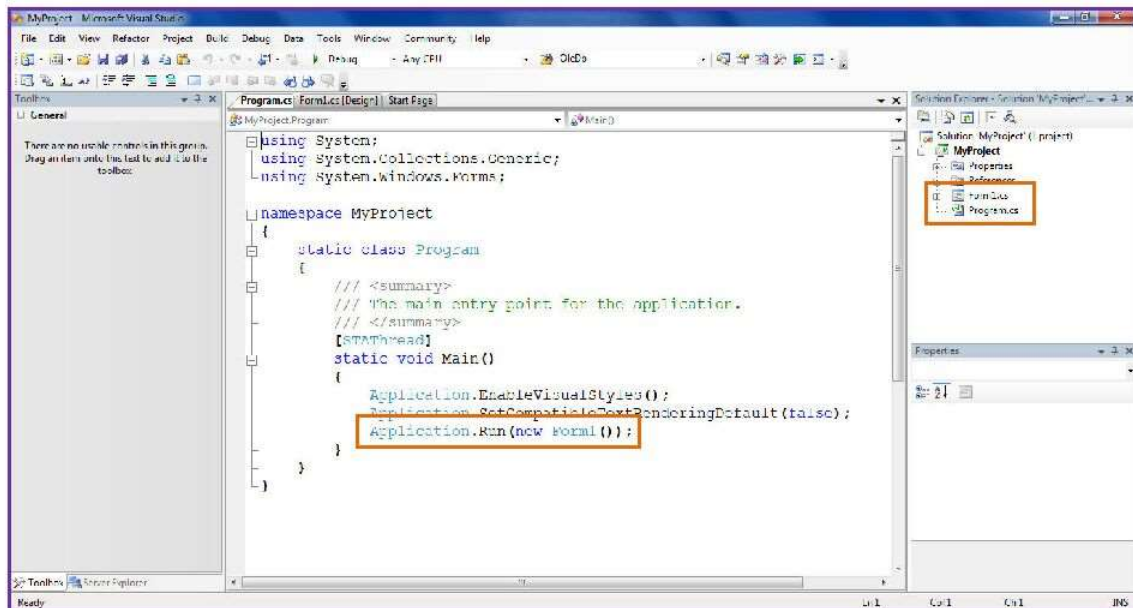 MyProject - Microsoft Visual Studio
File Edit View Refactor Project Build Debug Data Tools Window Community Help
Debug Any CPU OleDb
Toolbox
General
There are no usable controls in this group. Drag an item onto this text to add it to the toolbox.
Program.cs Form1.cs [Design] Start Page
MyProject.Program Main()
using System;
using System.Collections.Generic;
using System.Windows.Forms;
namespace MyProject
{
static class Program
{
/// <summary>
/// The main entry point for the application.
/// </summary>
[STAThread]
static void Main()
{
Application.EnableVisualStyles();
Application.SetCompatibleTextRenderingDefault(false);
Application.Run(new Form1());
}
}
}
Solution Explorer - Solution 'MyProject'...
Solution 'MyProject' (1 project)
MyProject
Properties
References
Form1.cs
Program.cs
Properties
Toolbox Server Explorer
Ready Ln 1 Col 1 Ch 1 INS